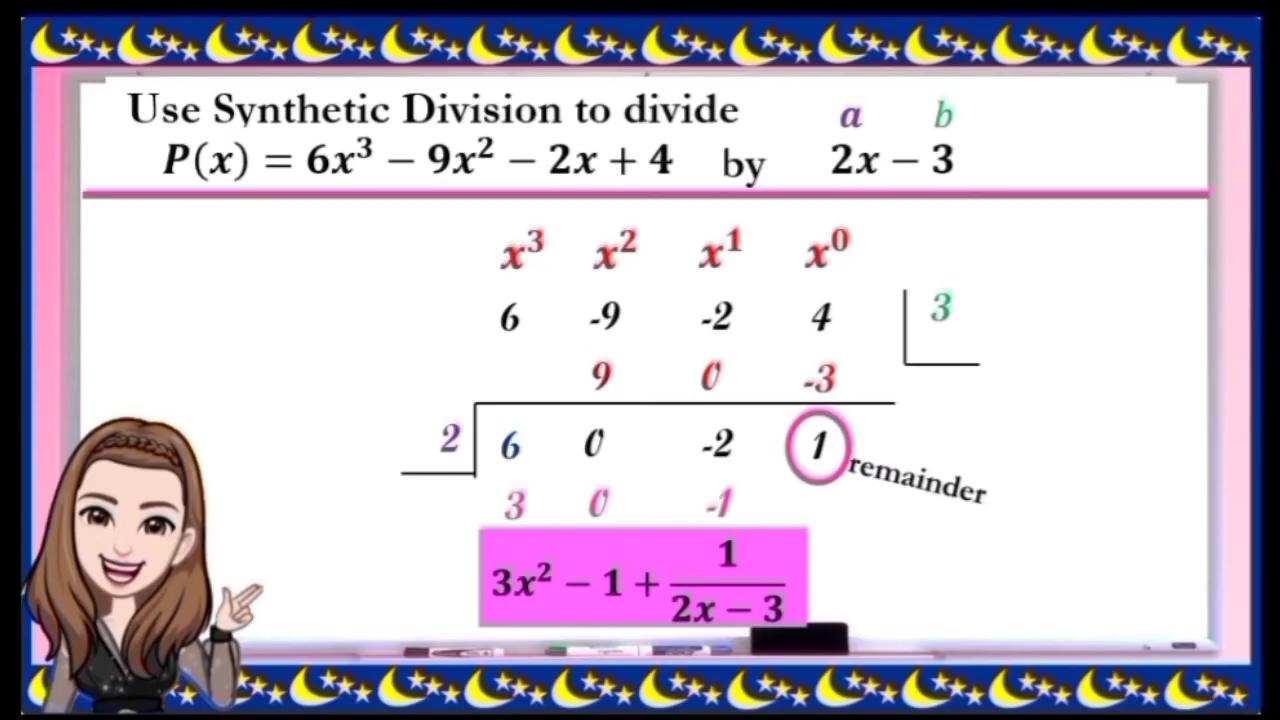 Use Synthetic Division to divide a b
P(x) = 6x³ − 9x² − 2x + 4 by 2x − 3
x³ x² x¹ x⁰
6 -9 -2 4 3
9 0 -3
2 6 0 -2 1 remainder
3 0 -1
3x² − 1 + 1/(2x − 3)